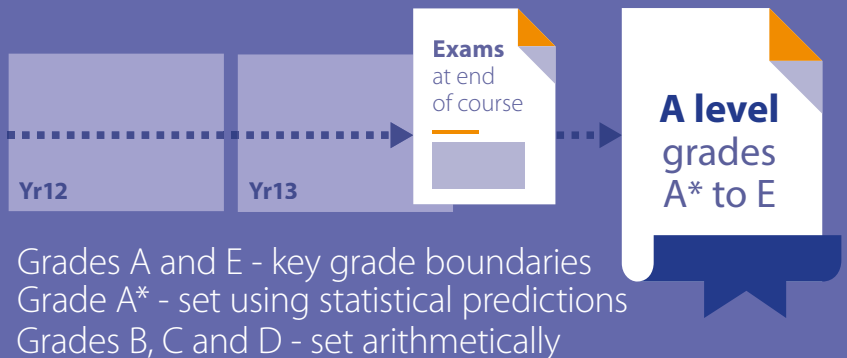 Exams
at end
of course
A level
grades
A* to E
Yr12
Yr13
Grades A and E - key grade boundaries
Grade A* - set using statistical predictions
Grades B, C and D - set arithmetically